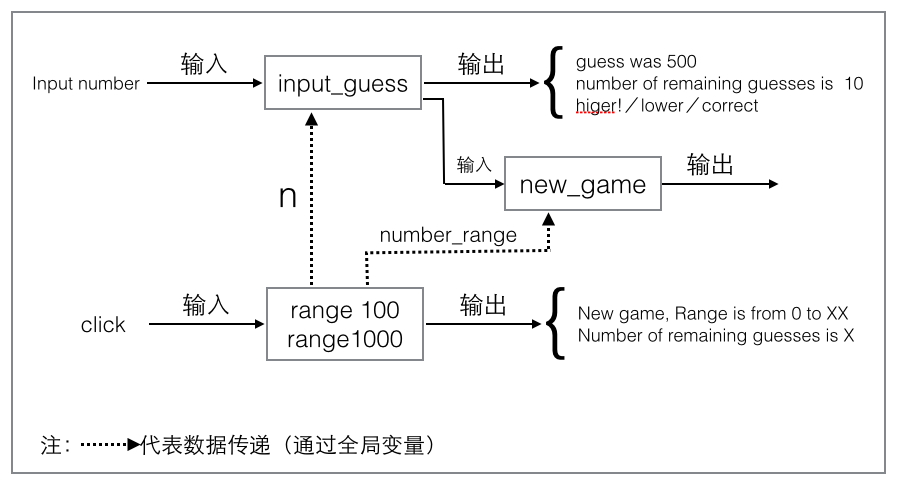 输入
输出
Input number
input_guess
guess was 500
number of remaining guesses is 10
higer!／lower／correct
输入
new_game
输出
n
number_range
click
输入
range 100
range1000
输出
New game, Range is from 0 to XX
Number of remaining guesses is X
注：
代表数据传递（通过全局变量）